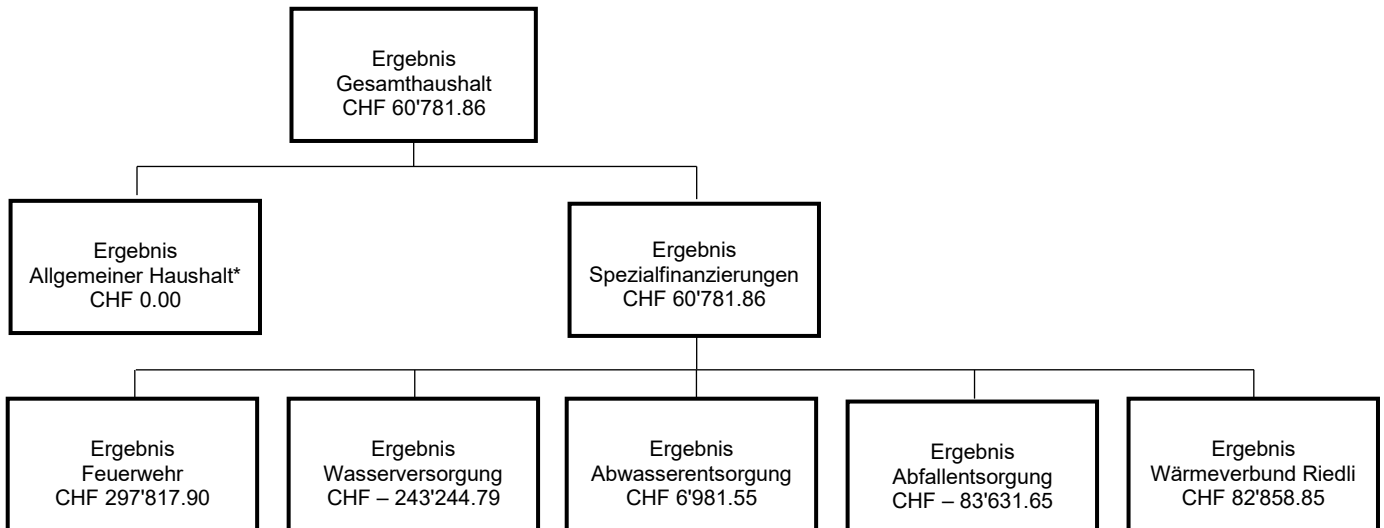 Ergebnis
Gesamthaushalt
CHF 60'781.86
Ergebnis
Allgemeiner Haushalt*
CHF 0.00
Ergebnis
Spezialfinanzierungen
CHF 60'781.86
Ergebnis
Feuerwehr
CHF 297'817.90
Ergebnis
Wasserversorgung
CHF – 243'244.79
Ergebnis
Abwasserentsorgung
CHF 6'981.55
Ergebnis
Abfallentsorgung
CHF – 83'631.65
Ergebnis
Wärmeverbund Riedli
CHF 82'858.85